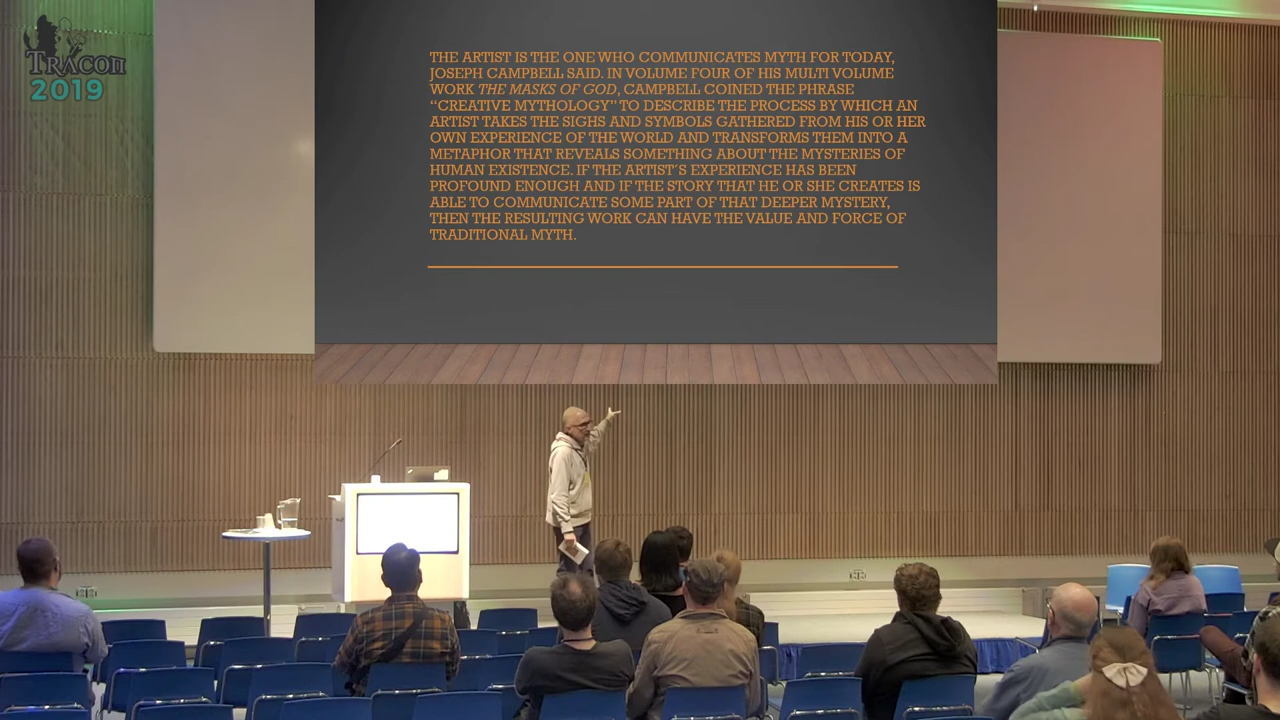 TRACON
2019
THE ARTIST IS THE ONE WHO COMMUNICATES MYTH FOR TODAY,
JOSEPH CAMPBELL SAID. IN VOLUME FOUR OF HIS MULTI VOLUME
WORK THE MASKS OF GOD, CAMPBELL COINED THE PHRASE
“CREATIVE MYTHOLOGY” TO DESCRIBE THE PROCESS BY WHICH AN
ARTIST TAKES THE SIGHS AND SYMBOLS GATHERED FROM HIS OR HER
OWN EXPERIENCE OF THE WORLD AND TRANSFORMS THEM INTO A
METAPHOR THAT REVEALS SOMETHING ABOUT THE MYSTERIES OF
HUMAN EXISTENCE. IF THE ARTIST´S EXPERIENCE HAS BEEN
PROFOUND ENOUGH AND IF THE STORY THAT HE OR SHE CREATES IS
ABLE TO COMMUNICATE SOME PART OF THAT DEEPER MYSTERY,
THEN THE RESULTING WORK CAN HAVE THE VALUE AND FORCE OF
TRADITIONAL MYTH.